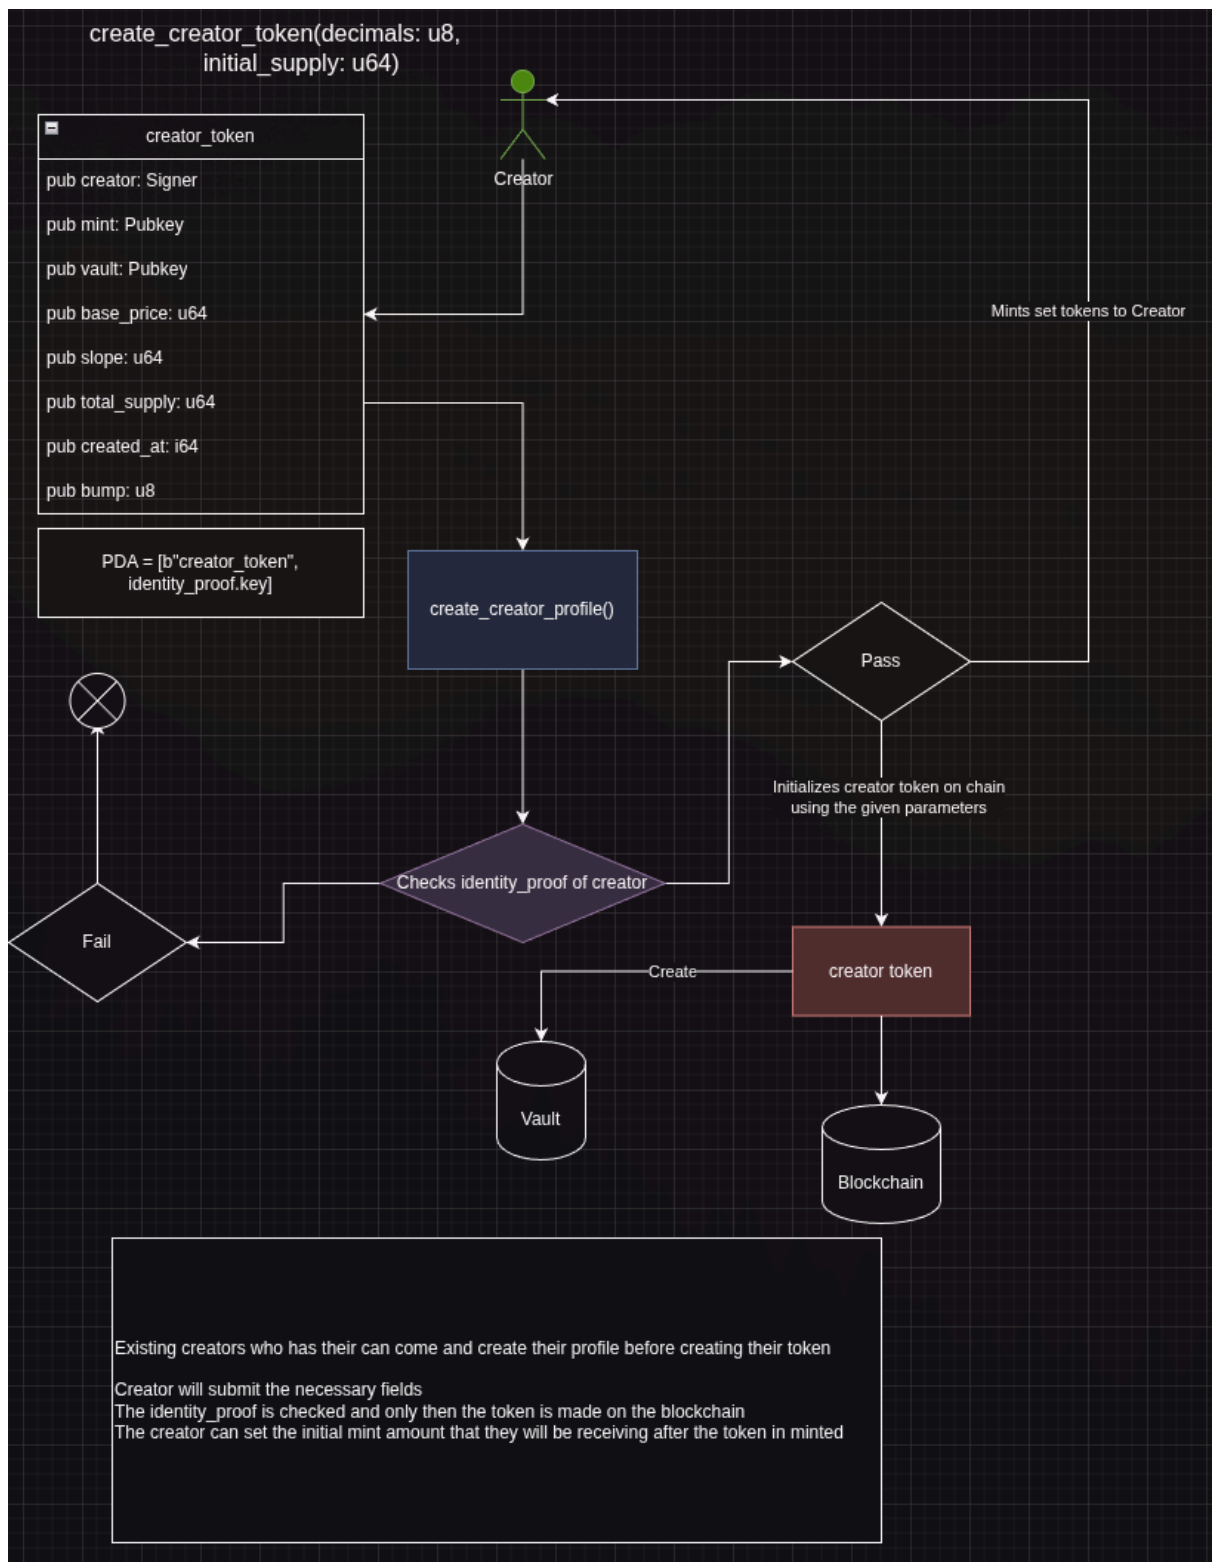 create_creator_token(decimals: u8,
initial_supply: u64)
Creator
creator_token
pub creator: Signer
pub mint: Pubkey
pub vault: Pubkey
pub base_price: u64
pub slope: u64
pub total_supply: u64
pub created_at: i64
pub bump: u8
PDA = [b"creator_token",
identity_proof.key]
Mints set tokens to Creator
create_creator_profile()
Pass
Initializes creator token on chain
using the given parameters
Checks identity_proof of creator
Fail
creator token
Create
Vault
Blockchain
Existing creators who has their can come and create their profile before creating their token
Creator will submit the necessary fields
The identity_proof is checked and only then the token is made on the blockchain
The creator can set the initial mint amount that they will be receiving after the token in minted